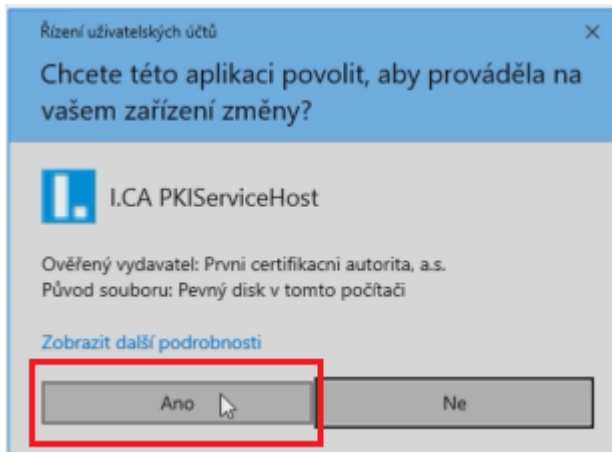 Řízení uživatelských účtů
Chcete této aplikaci povolit, aby prováděla na
vašem zařízení změny?
I.CA PKIServiceHost
Ověřený vydavatel: Prvni certifikacni autorita, a.s.
Původ souboru: Pevný disk v tomto počítači
Zobrazit další podrobnosti
Ano
Ne